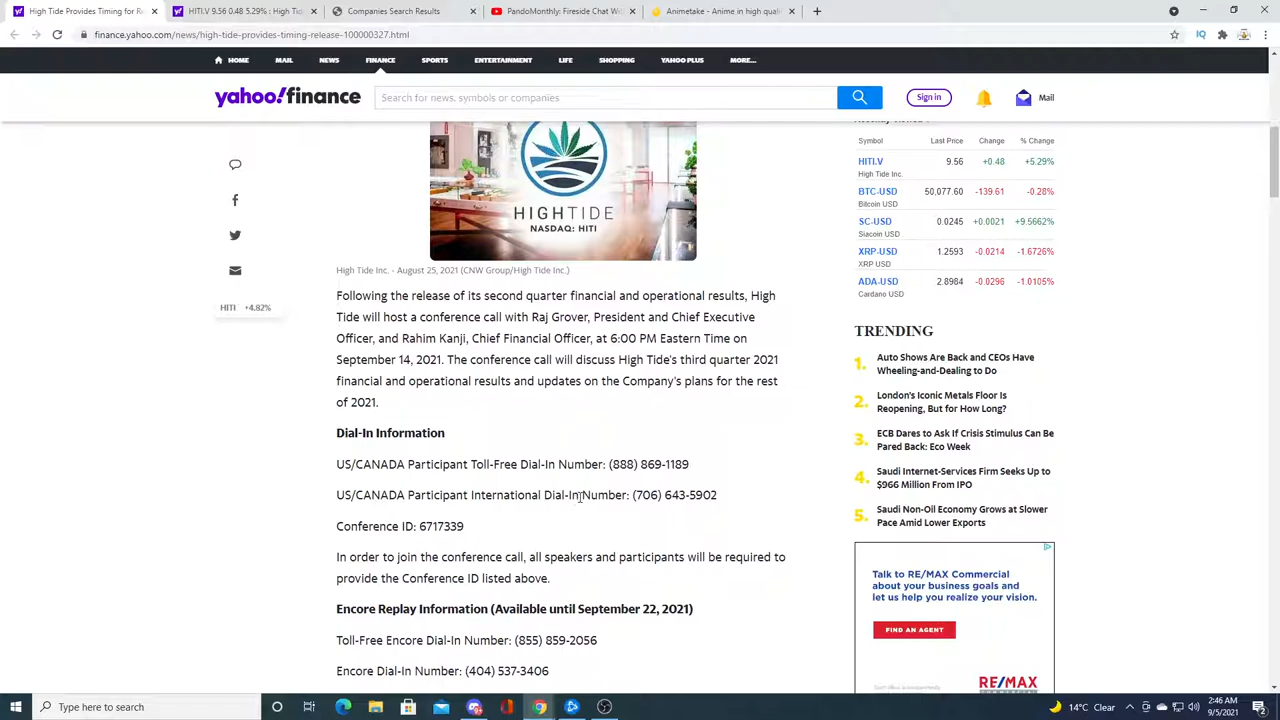 High Tide Provides Timing for Re
HITI.V 9.56 0.48 5.29% : High Tid
Companies Search Results
PandoMonthly: Fireside Chat Wit
Animetake - Anime in high qual
finance.yahoo.com/news/high-tide-provides-timing-release-100000327.html
HOME MAIL NEWS FINANCE SPORTS ENTERTAINMENT LIFE SHOPPING YAHOO PLUS MORE...
yahoo!finance
Search for news, symbols or companies
Sign in
Mail
HIGHTIDE
NASDAQ: HITI
High Tide Inc. - August 25, 2021 (CNW Group/High Tide Inc.)
HITI +4.82%
Following the release of its second quarter financial and operational results, High
Tide will host a conference call with Raj Grover, President and Chief Executive
Officer, and Rahim Kanji, Chief Financial Officer, at 6:00 PM Eastern Time on
September 14, 2021. The conference call will discuss High Tide's third quarter 2021
financial and operational results and updates on the Company's plans for the rest
of 2021.
Dial-In Information
US/CANADA Participant Toll-Free Dial-In Number: (888) 869-1189
US/CANADA Participant International Dial-In Number: (706) 643-5902
Conference ID: 6717339
In order to join the conference call, all speakers and participants will be required to
provide the Conference ID listed above.
Encore Replay Information (Available until September 22, 2021)
Toll-Free Encore Dial-In Number: (855) 859-2056
Encore Dial-In Number: (404) 537-3406
Symbol Last Price Change % Change
HITI.V 9.56 +0.48 +5.29%
High Tide Inc.
BTC-USD 50,077.60 -139.61 -0.28%
Bitcoin USD
SC-USD 0.0245 +0.0021 +9.5662%
Siacoin USD
XRP-USD 1.2593 -0.0214 -1.6726%
XRP USD
ADA-USD 2.8984 -0.0296 -1.0105%
Cardano USD
TRENDING
1. Auto Shows Are Back and CEOs Have
Wheeling-and-Dealing to Do
2. London's Iconic Metals Floor Is
Reopening, But for How Long?
3. ECB Dares to Ask If Crisis Stimulus Can Be
Pared Back: Eco Week
4. Saudi Internet-Services Firm Seeks Up to
$966 Million From IPO
5. Saudi Non-Oil Economy Grows at Slower
Pace Amid Lower Exports
Talk to RE/MAX Commercial
about your business goals and
let us help you realize your vision.
FIND AN AGENT
RE/MAX
COMMERCIAL
Type here to search
14°C Clear
2:46 AM
9/5/2021
2